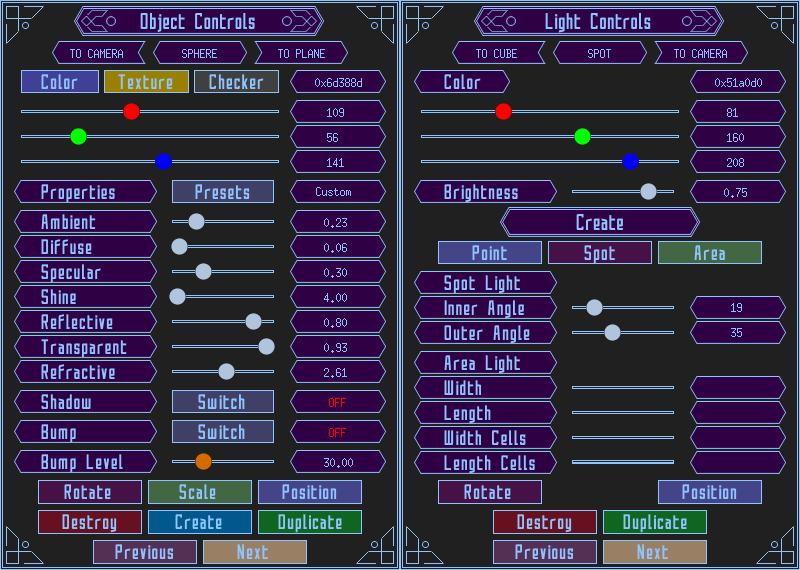 Object Controls
TO CAMERA SPHERE TO PLANE
Color Texture Checker 0x6d388d
109
56
141
Properties Presets Custom
Ambient 0.23
Diffuse 0.06
Specular 0.30
Shine 4.00
Reflective 0.80
Transparent 0.93
Refractive 2.61
Shadow Switch OFF
Bump Switch OFF
Bump Level 30.00
Rotate Scale Position
Destroy Create Duplicate
Previous Next
Light Controls
TO CUBE SPOT TO CAMERA
Color 0x51a0d0
81
160
208
Brightness 0.75
Create
Point Spot Area
Spot Light
Inner Angle 19
Outer Angle 35
Area Light
Width
Length
Width Cells
Length Cells
Rotate Position
Destroy Duplicate
Previous Next